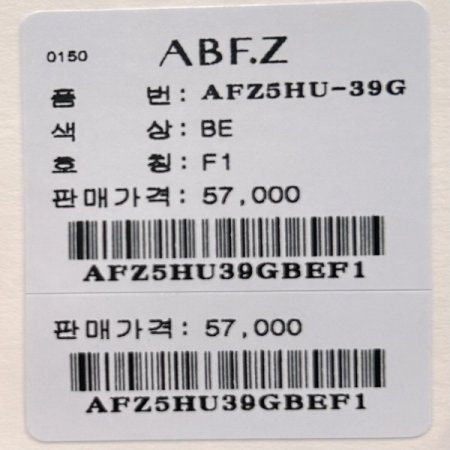 0150 ABF.Z
품 번: AFZ5HU-39G
색 상: BE
호 칭: F1
판매가격: 57,000
AFZ5HU39GBEF1
판매가격: 57,000
AFZ5HU39GBEF1